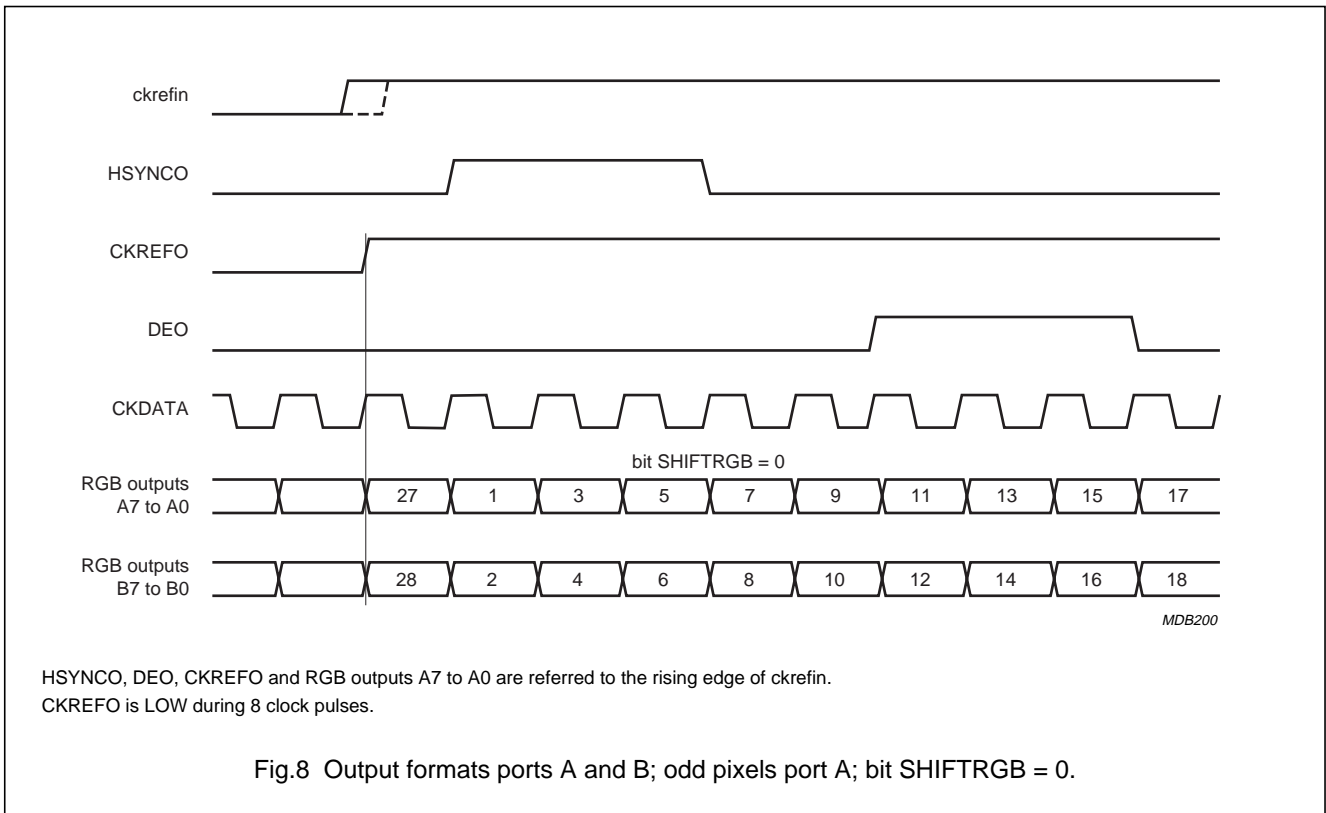 ckrefin
HSYNCO
CKREFO
DEO
CKDATA
bit SHIFTRGB = 0
RGB outputs
A7 to A0
27 1 3 5 7 9 11 13 15 17
RGB outputs
B7 to B0
28 2 4 6 8 10 12 14 16 18
MDB200
HSYNCO, DEO, CKREFO and RGB outputs A7 to A0 are referred to the rising edge of ckrefin.
CKREFO is LOW during 8 clock pulses.
Fig.8 Output formats ports A and B; odd pixels port A; bit SHIFTRGB = 0.